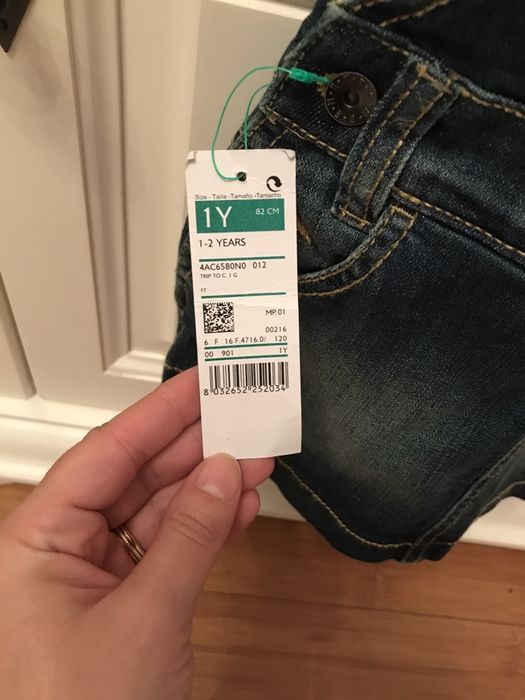 Size - Taille - Tamaño - Tamanho
1Y 82 CM
1-2 YEARS
4AC6580N0 012
TRIP TO C. I G
FF
MP. 01
00216
6 F 16 F.4716.0/ 120
00 901 1Y
8 032652 252034